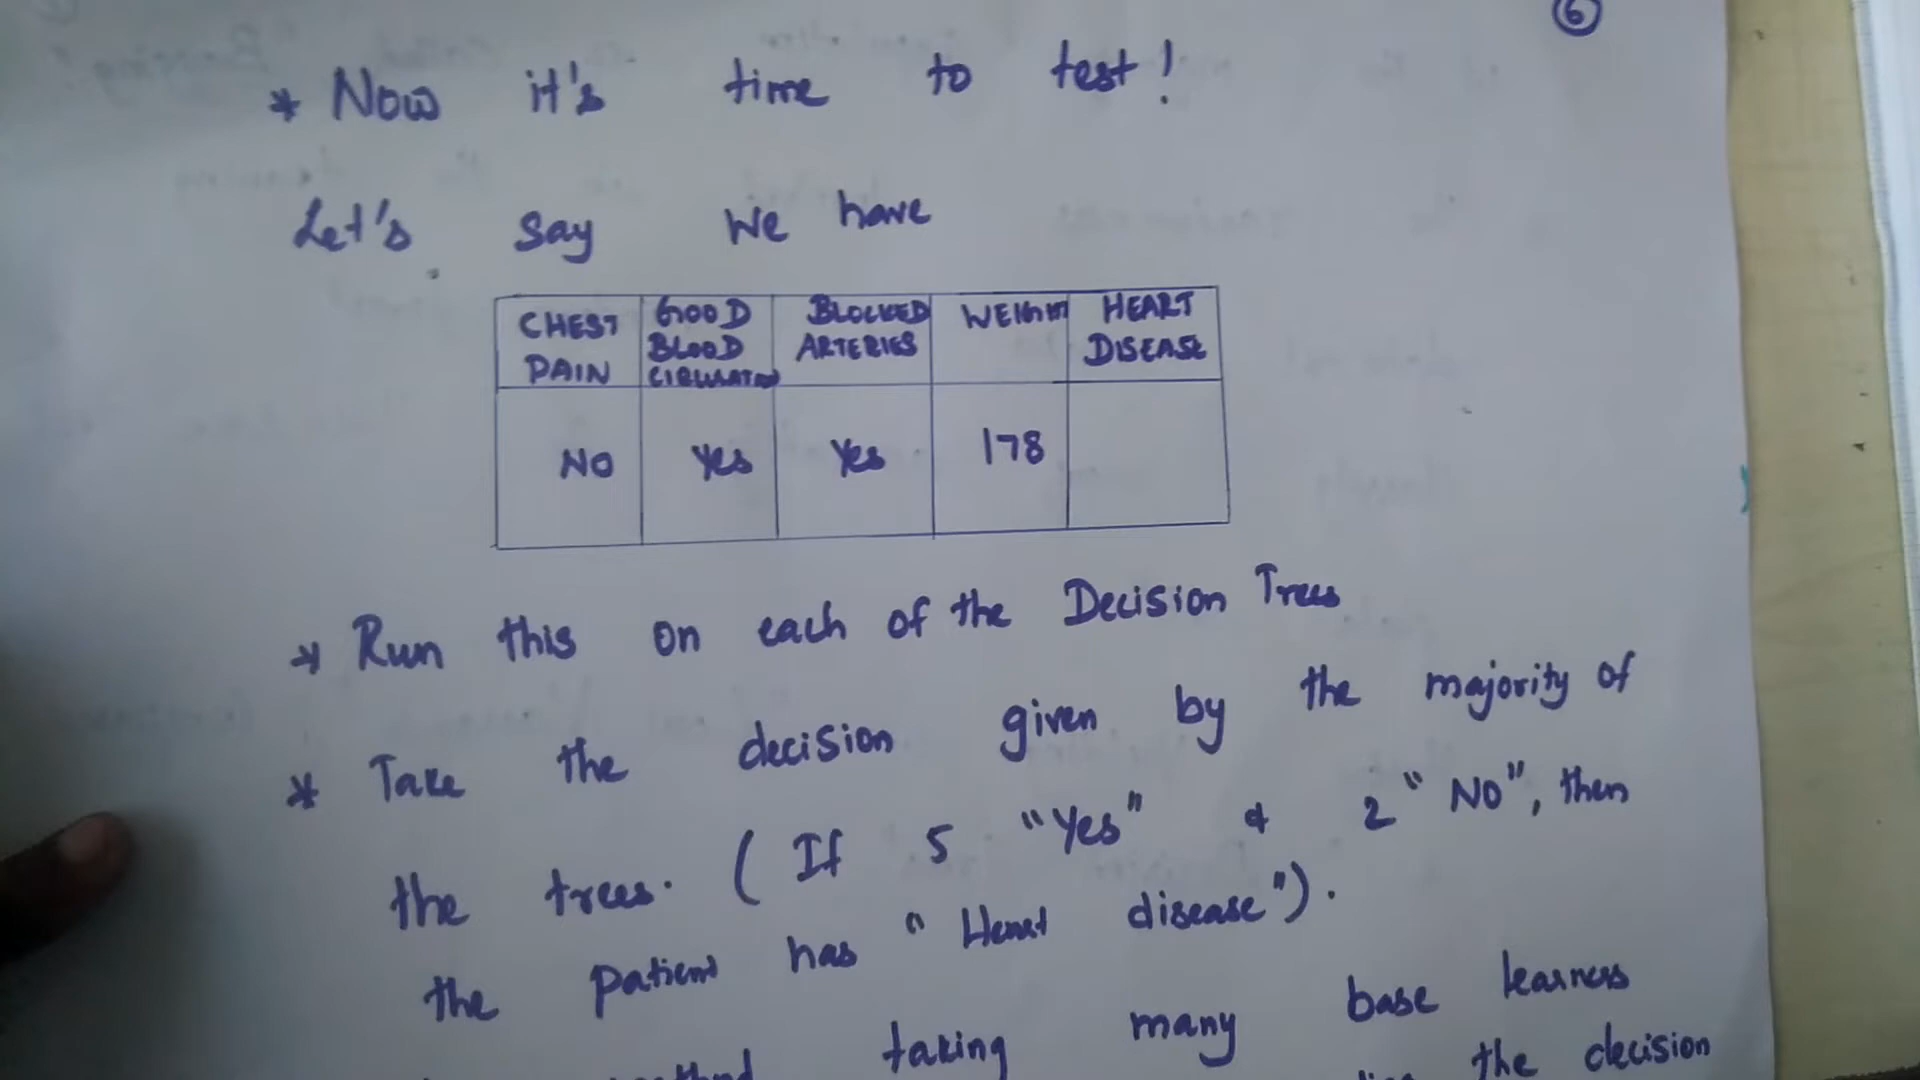 6
* Now it's time to test!
Let's say we have
CHEST PAIN | GOOD BLOOD CIRULATON | BLOCKED ARTERIES | WEIGHT | HEART DISEASE
NO | Yes | Yes | 178 |
* Run this on each of the Decision Trees
* Take the decision given by the majority of
the trees. ( If 5 "Yes" & 2 "NO", then
the patient has "Heart disease").
taking many base learners
the decision